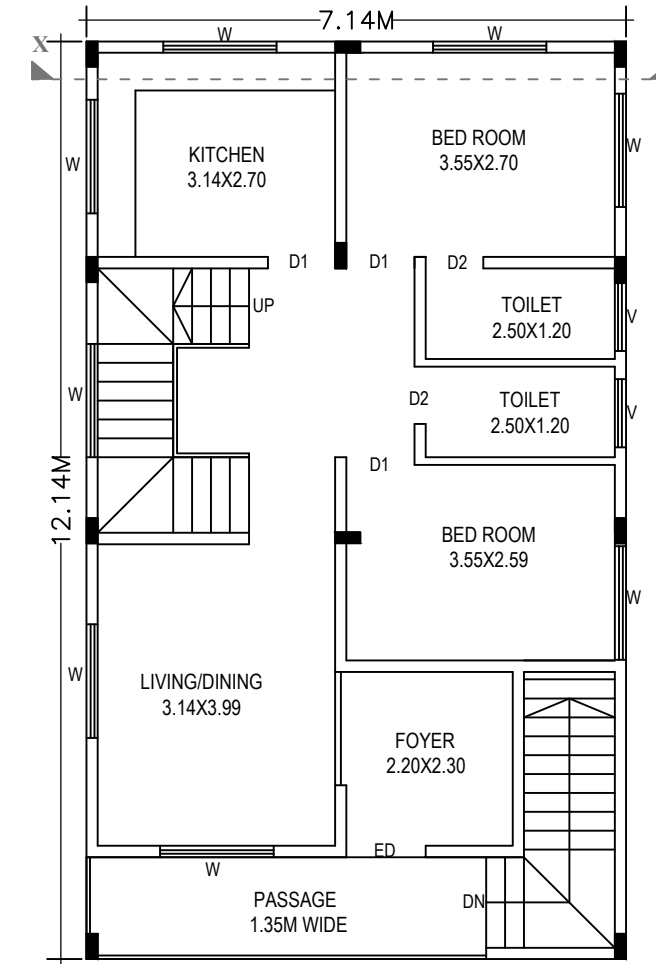 7.14M
W
W
X
W
KITCHEN
3.14X2.70
BED ROOM
3.55X2.70
W
D1
D1
D2
UP
TOILET
2.50X1.20
V
W
D2
TOILET
2.50X1.20
V
12.14M
D1
BED ROOM
3.55X2.59
W
W
LIVING/DINING
3.14X3.99
FOYER
2.20X2.30
ED
W
PASSAGE
1.35M WIDE
DN